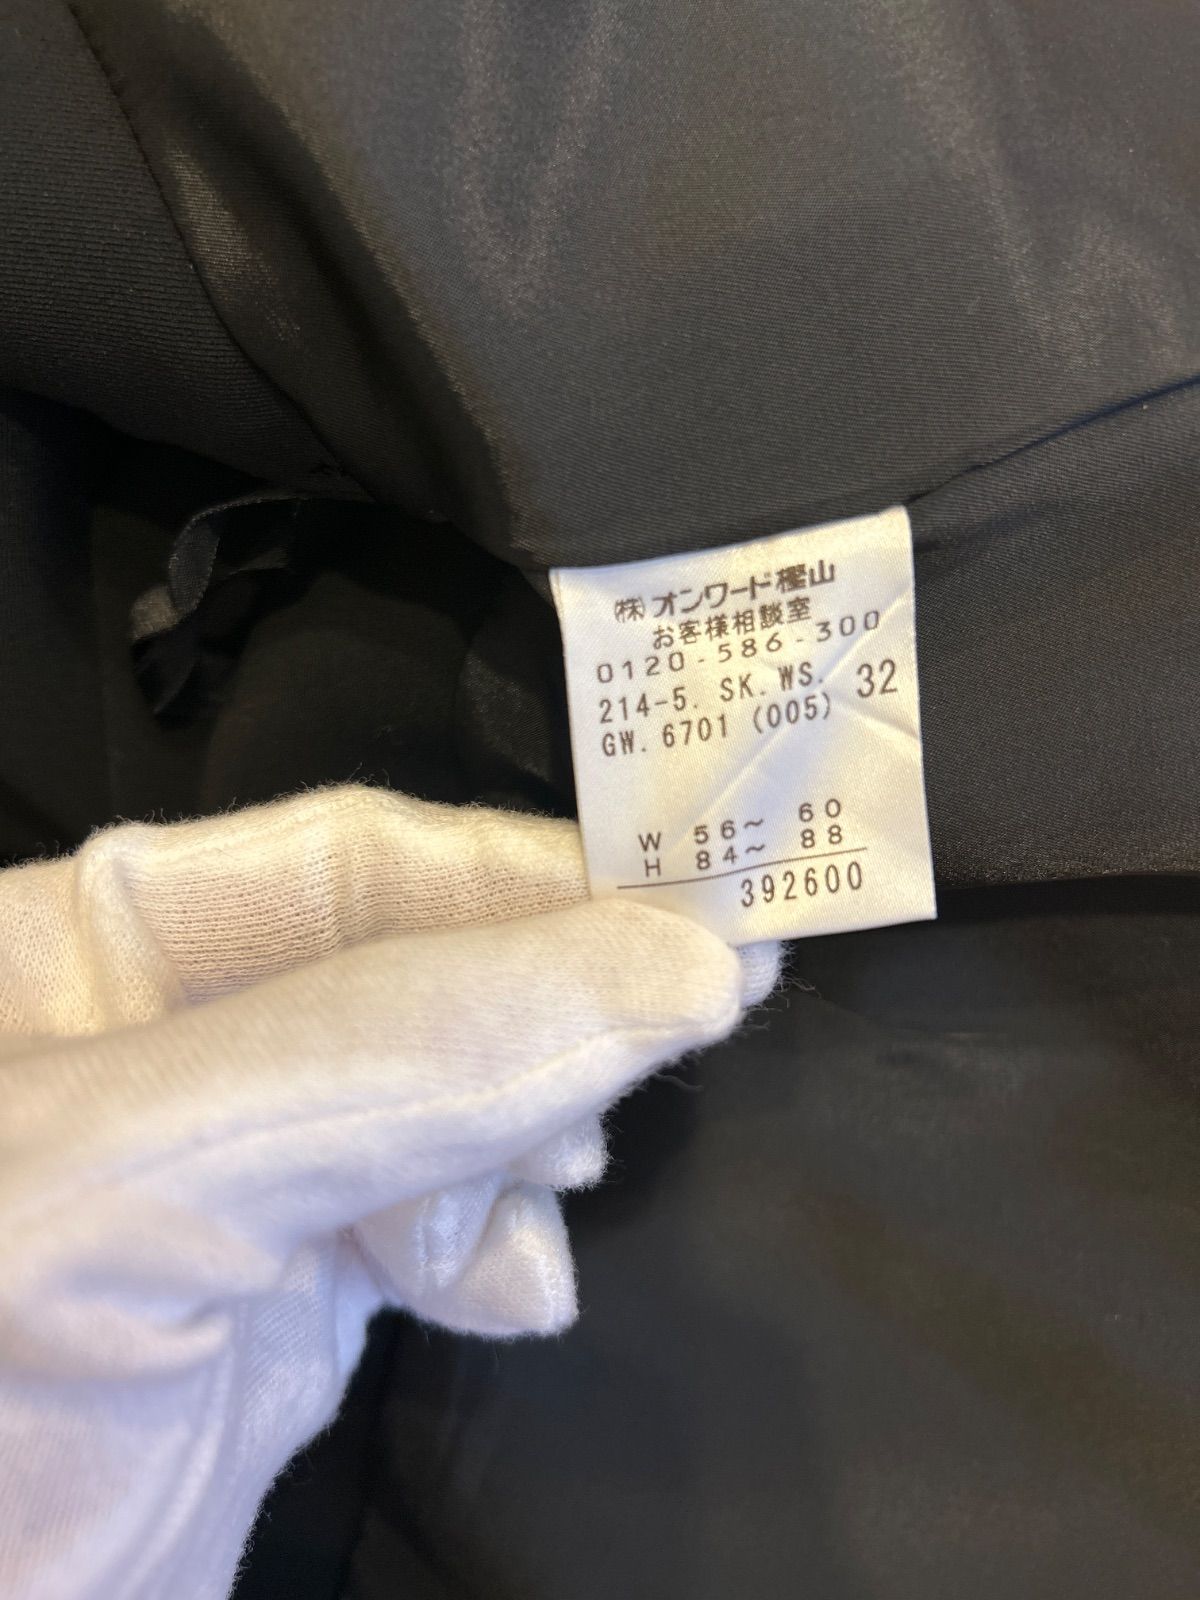 ㈱オンワード樫山
お客様相談室
0120-586-300
214-5. SK. WS. 32
GW. 6701 (005)
W 56～ 60
H 84～ 88
392600